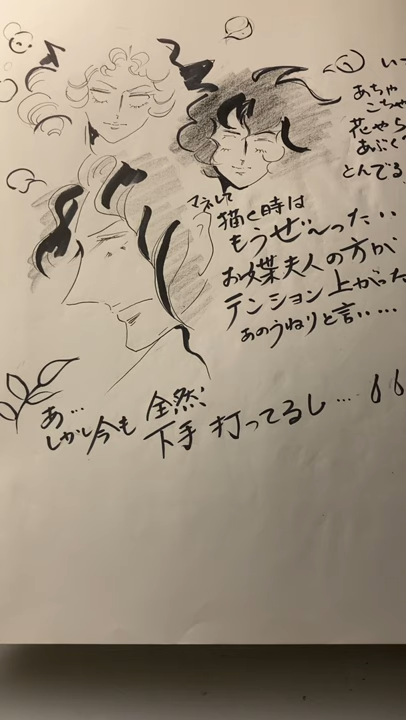 いつ
あちゃ
こちゃ
花やら
あぶく
とんでる
マネして
描く時は
もうぜ〜ったい
お蝶夫人の方が
テンション上がった
あのうねりと言い…
あ…
しかし今も 全然
下手 打ってるし…